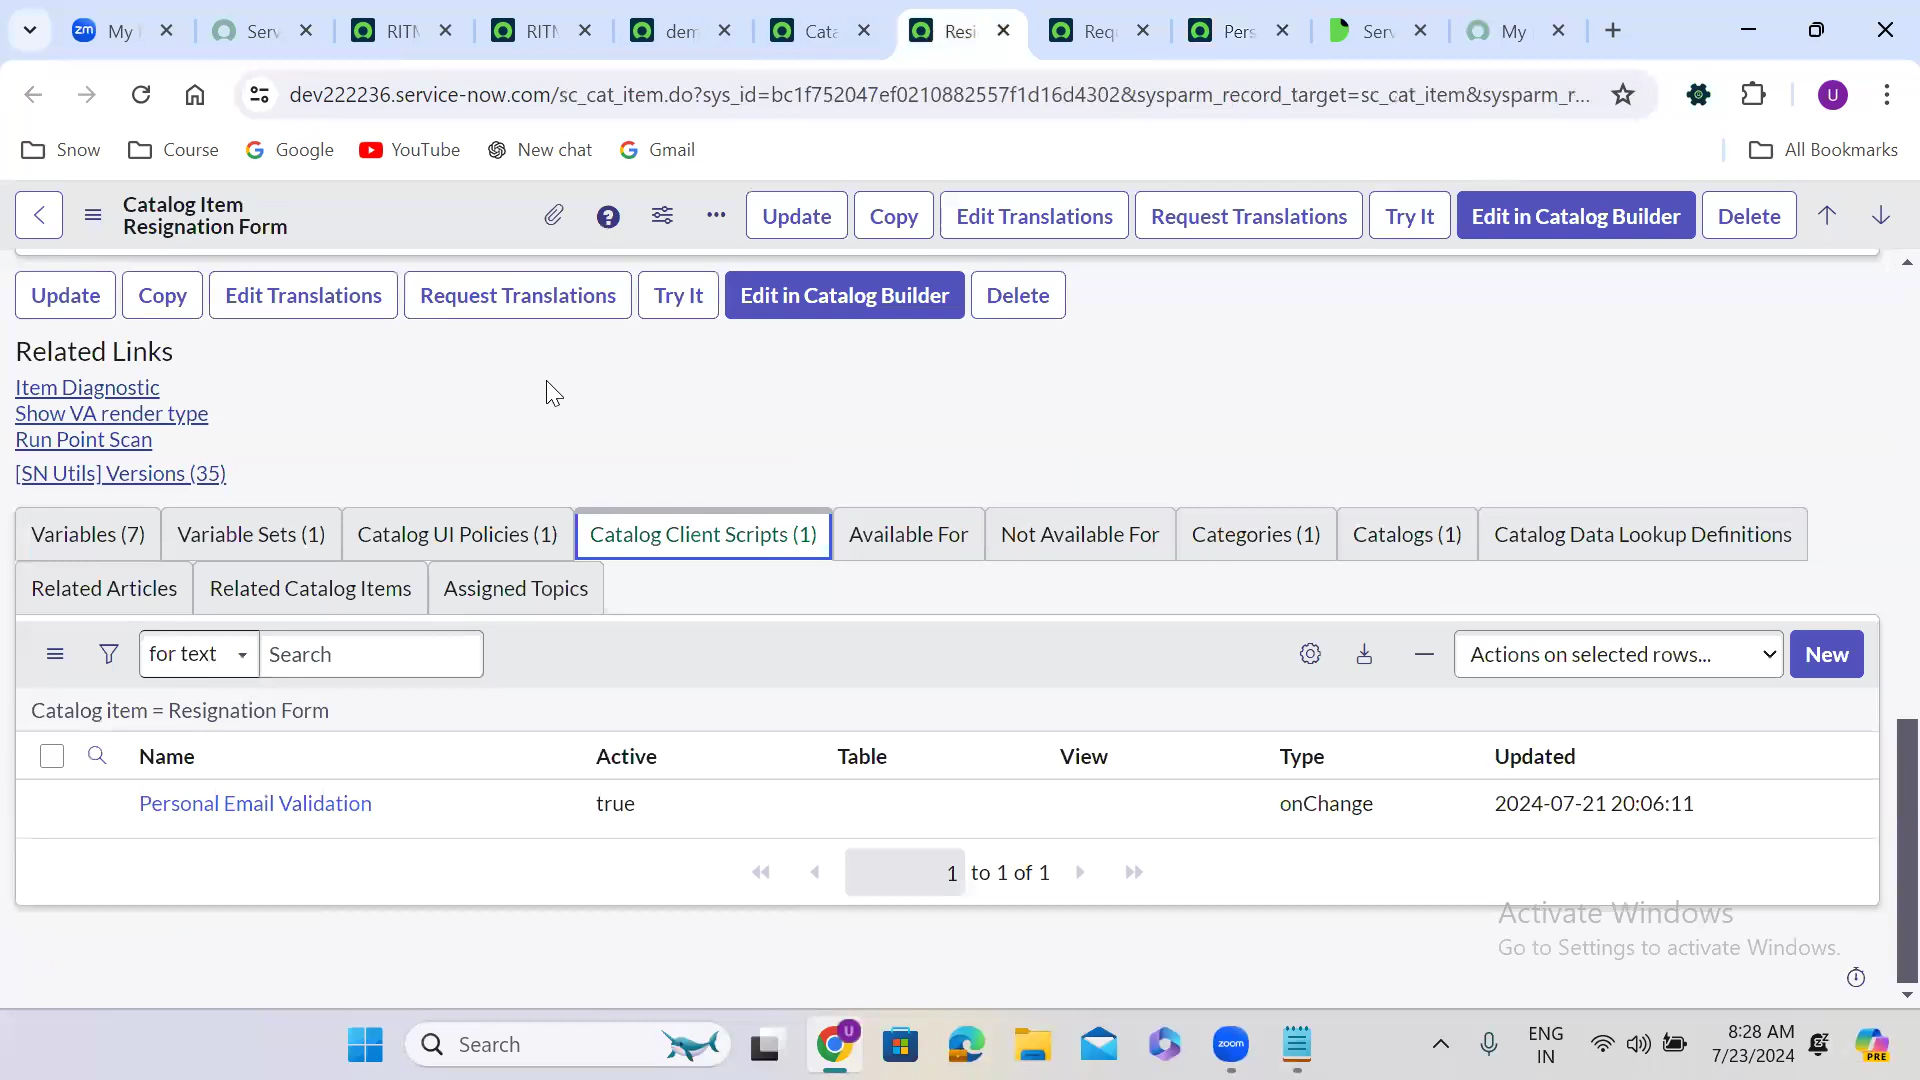 zm My
Serv
RITM
RITM
dem
Cata
Resi
Requ
Pers
Serv
My
dev222236.service-now.com/sc_cat_item.do?sys_id=bc1f752047ef0210882557f1d16d4302&sysparm_record_target=sc_cat_item&sysparm_r...
U
Snow
Course
Google
YouTube
New chat
Gmail
All Bookmarks
Catalog Item
Resignation Form
Update
Copy
Edit Translations
Request Translations
Try It
Edit in Catalog Builder
Delete
Update
Copy
Edit Translations
Request Translations
Try It
Edit in Catalog Builder
Delete
Related Links
Item Diagnostic
Show VA render type
Run Point Scan
[SN Utils] Versions (35)
Variables (7)
Variable Sets (1)
Catalog UI Policies (1)
Catalog Client Scripts (1)
Available For
Not Available For
Categories (1)
Catalogs (1)
Catalog Data Lookup Definitions
Related Articles
Related Catalog Items
Assigned Topics
for text
Search
Actions on selected rows...
New
Catalog item = Resignation Form
Name Active Table View Type Updated
Personal Email Validation true onChange 2024-07-21 20:06:11
1 to 1 of 1
Activate Windows
Go to Settings to activate Windows.
Search
U
zoom
ENG
IN
8:28 AM
7/23/2024
PRE